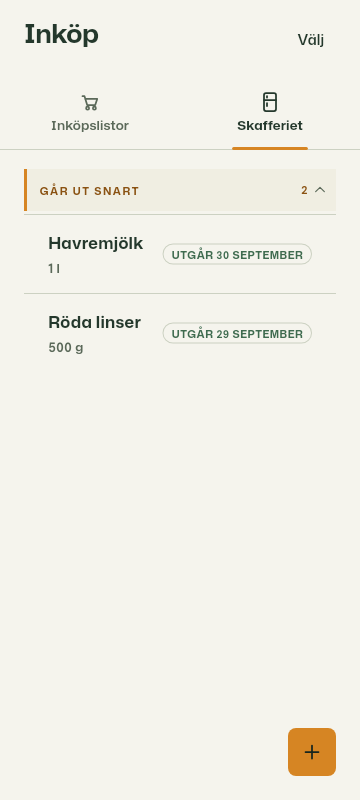 Inköp
Välj
Inköpslistor
Skafferiet
GÅR UT SNART
2
Havremjölk
1 l
UTGÅR 30 SEPTEMBER
Röda linser
500 g
UTGÅR 29 SEPTEMBER